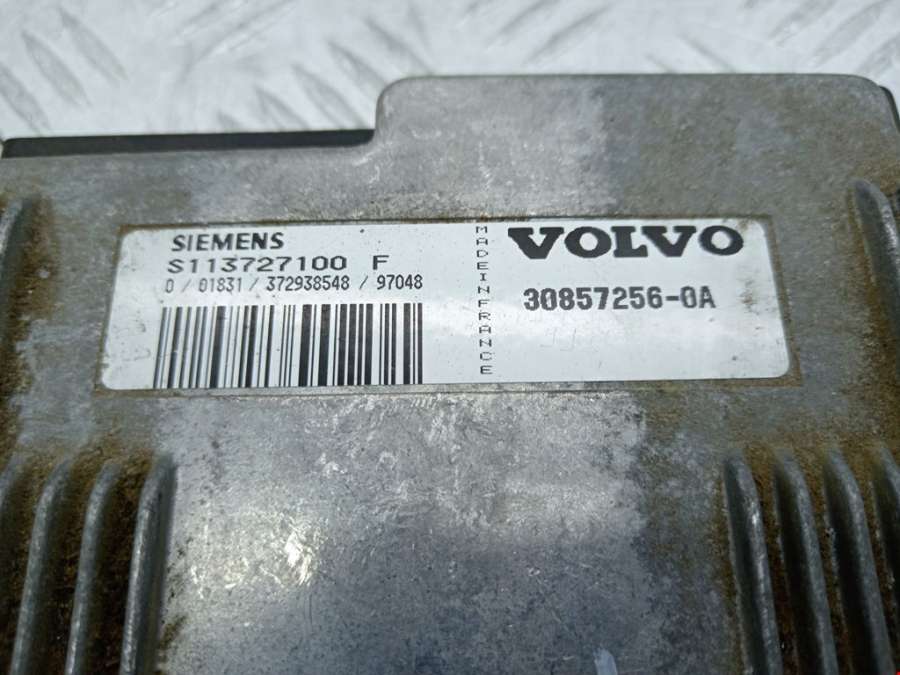 SIEMENS
S113727100 F
0 / 01831 / 372938548 / 97048
MADEINFRANCE
VOLVO
30857256-0A